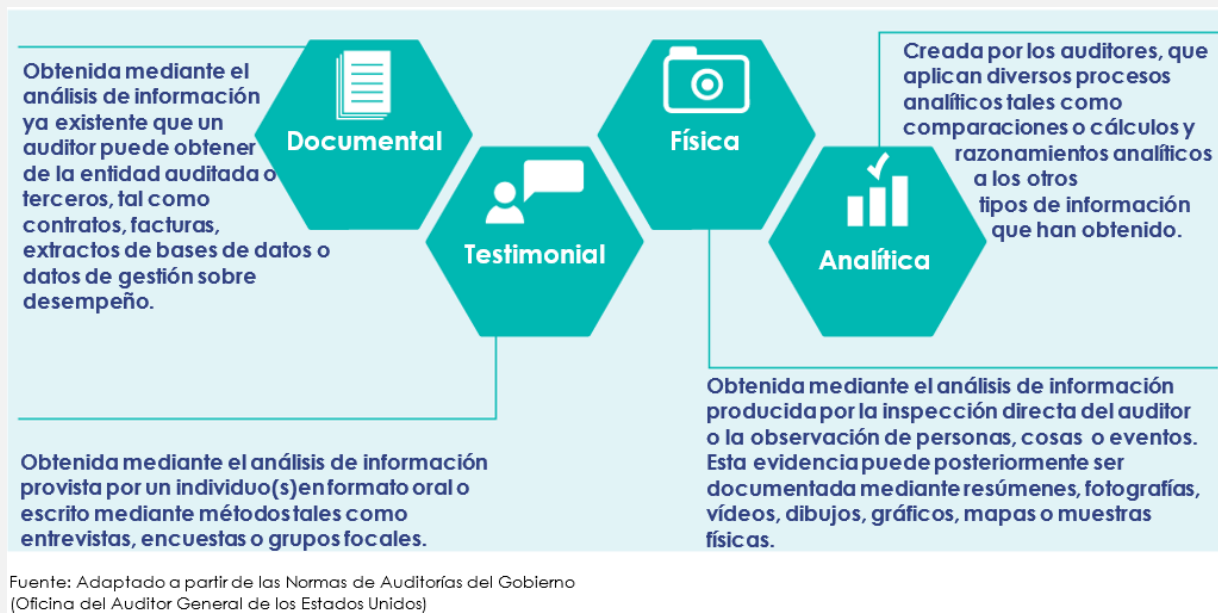 Obtenida mediante el
análisis de información
ya existente que un
auditor puede obtener
de la entidad auditada o
terceros, tal como
contratos, facturas,
extractos de bases de datos o
datos de gestión sobre
desempeño.
Documental
Testimonial
Obtenida mediante el análisis de información
provista por un individuo(s) en formato oral o
escrito mediante métodos tales como
entrevistas, encuestas o grupos focales.
Física
Obtenida mediante el análisis de información
producida por la inspección directa del auditor
o la observación de personas, cosas o eventos.
Esta evidencia puede posteriormente ser
documentada mediante resúmenes, fotografías,
vídeos, dibujos, gráficos, mapas o muestras
físicas.
Analítica
Creada por los auditores, que
aplican diversos procesos
analíticos tales como
comparaciones o cálculos y
razonamientos analíticos
a los otros
tipos de información
que han obtenido.
Fuente: Adaptado a partir de las Normas de Auditorías del Gobierno
(Oficina del Auditor General de los Estados Unidos)